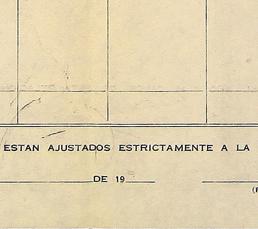 ESTAN AJUSTADOS ESTRICTAMENTE A LA
DE 19